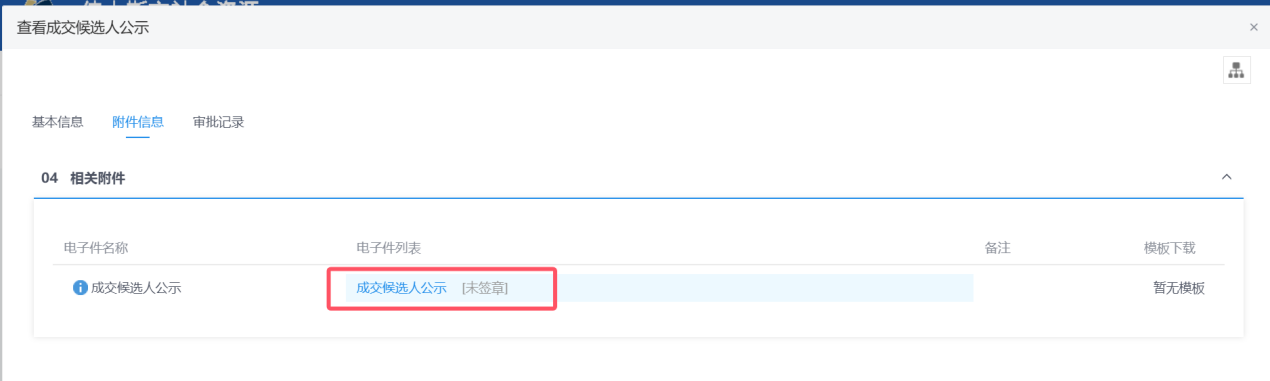 查看成交候选人公示 ×
基本信息 附件信息 审批记录
04 相关附件
电子件名称 电子件列表 备注 模板下载
成交候选人公示 成交候选人公示 [未签章] 暂无模板